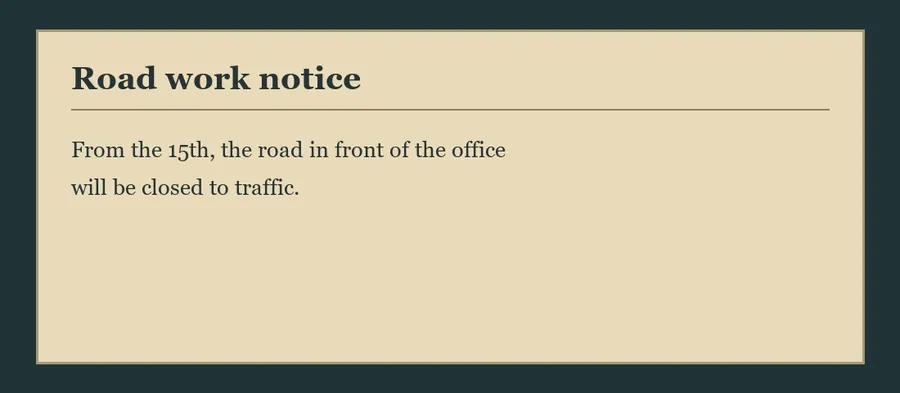 Road work notice
From the 15th, the road in front of the office
will be closed to traffic.